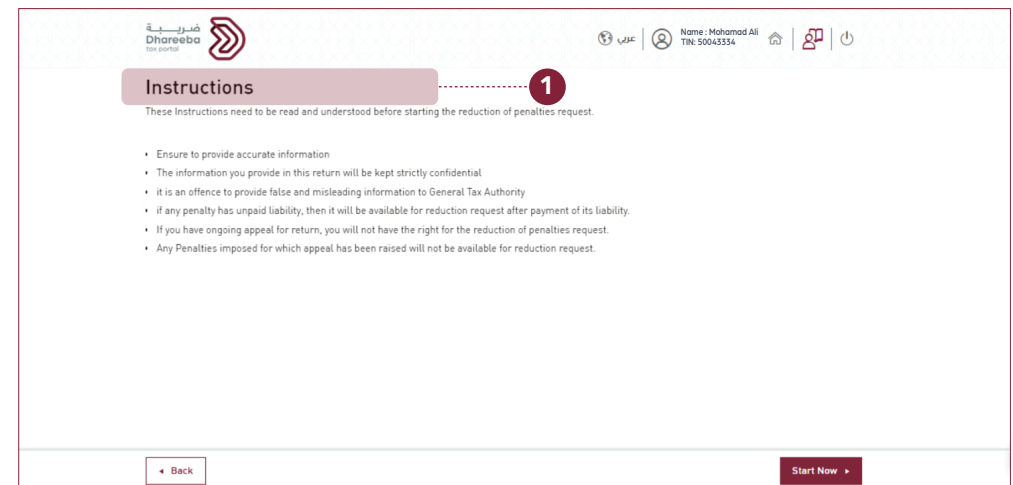 ضريبة
Dhareeba
tax portal
عربي
Name : Mohamad Ali
TIN: 50043334
Instructions
1
These Instructions need to be read and understood before starting the reduction of penalties request.
• Ensure to provide accurate information
• The information you provide in this return will be kept strictly confidential
• it is an offence to provide false and misleading information to General Tax Authority
• if any penalty has unpaid liability, then it will be available for reduction request after payment of its liability.
• If you have ongoing appeal for return, you will not have the right for the reduction of penalties request.
• Any Penalties imposed for which appeal has been raised will not be available for reduction request.
Back
Start Now